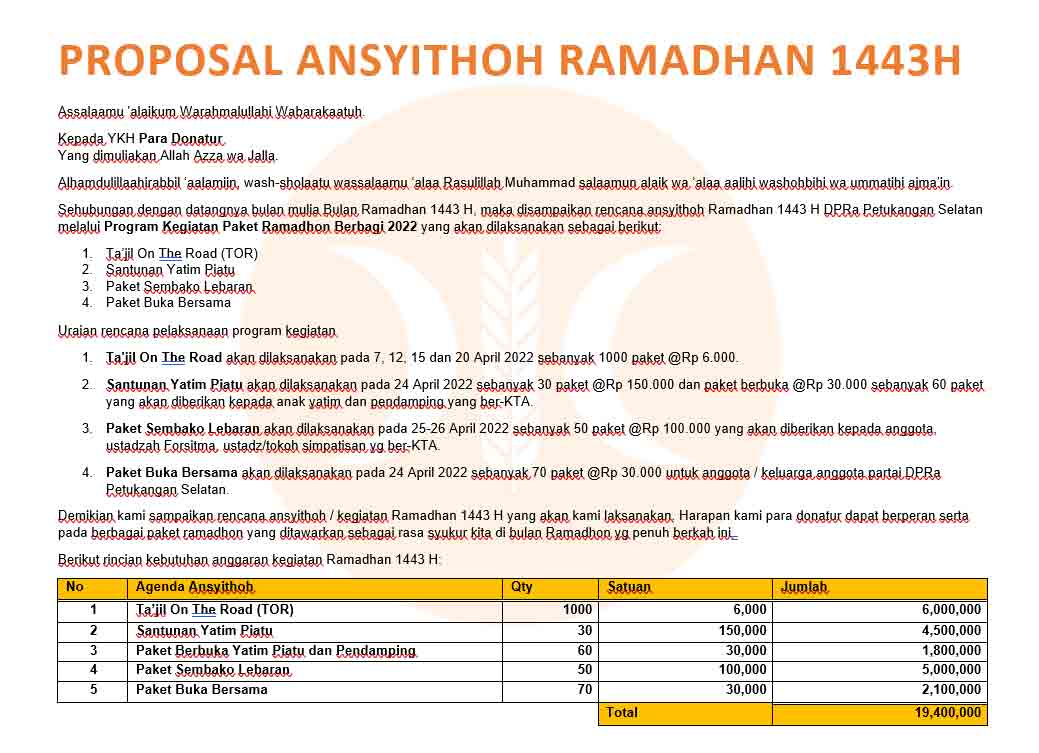 PROPOSAL ANSYITHOH RAMADHAN 1443H
Assalaamu 'alaikum Warahmalullahi Wabarakaatuh.
Kepada YKH Para Donatur
Yang dimuliakan Allah Azza wa Jalla.
Alhamdulillaahirabbil 'aalamiin, wash-sholaatu wassalaamu 'alaa Rasulillah Muhammad salaamun alaik wa 'alaa aalihi washohbihi wa ummatihi ajma'in.
Sehubungan dengan datangnya bulan mulia Bulan Ramadhan 1443 H, maka disampaikan rencana ansyithoh Ramadhan 1443 H DPRa Petukangan Selatan
melalui Program Kegiatan Paket Ramadhon Berbagi 2022 yang akan dilaksanakan sebagai berikut:
1. Ta'jil On The Road (TOR)
2. Santunan Yatim Piatu
3. Paket Sembako Lebaran
4. Paket Buka Bersama
Uraian rencana pelaksanaan program kegiatan
1. Ta'jil On The Road akan dilaksanakan pada 7, 12, 15 dan 20 April 2022 sebanyak 1000 paket @Rp 6.000.
2. Santunan Yatim Piatu akan dilaksanakan pada 24 April 2022 sebanyak 30 paket @Rp 150.000 dan paket berbuka @Rp 30.000 sebanyak 60 paket
yang akan diberikan kepada anak yatim dan pendamping yang ber-KTA.
3. Paket Sembako Lebaran akan dilaksanakan pada 25-26 April 2022 sebanyak 50 paket @Rp 100.000 yang akan diberikan kepada anggota,
ustadzah Forsitma, ustadz/tokoh simpatisan yg ber-KTA.
4. Paket Buka Bersama akan dilaksanakan pada 24 April 2022 sebanyak 70 paket @Rp 30.000 untuk anggota / keluarga anggota partai DPRa
Petukangan Selatan.
Demikian kami sampaikan rencana ansyithoh / kegiatan Ramadhan 1443 H yang akan kami laksanakan. Harapan kami para donatur dapat berperan serta
pada berbagai paket ramadhon yang ditawarkan sebagai rasa syukur kita di bulan Ramadhon yg penuh berkah ini.
Berikut rincian kebutuhan anggaran kegiatan Ramadhan 1443 H:
No Agenda Ansyithoh Qty Satuan Jumlah
1 Ta'jil On The Road (TOR) 1000 6,000 6,000,000
2 Santunan Yatim Piatu 30 150,000 4,500,000
3 Paket Berbuka Yatim Piatu dan Pendamping 60 30,000 1,800,000
4 Paket Sembako Lebaran 50 100,000 5,000,000
5 Paket Buka Bersama 70 30,000 2,100,000
Total 19,400,000